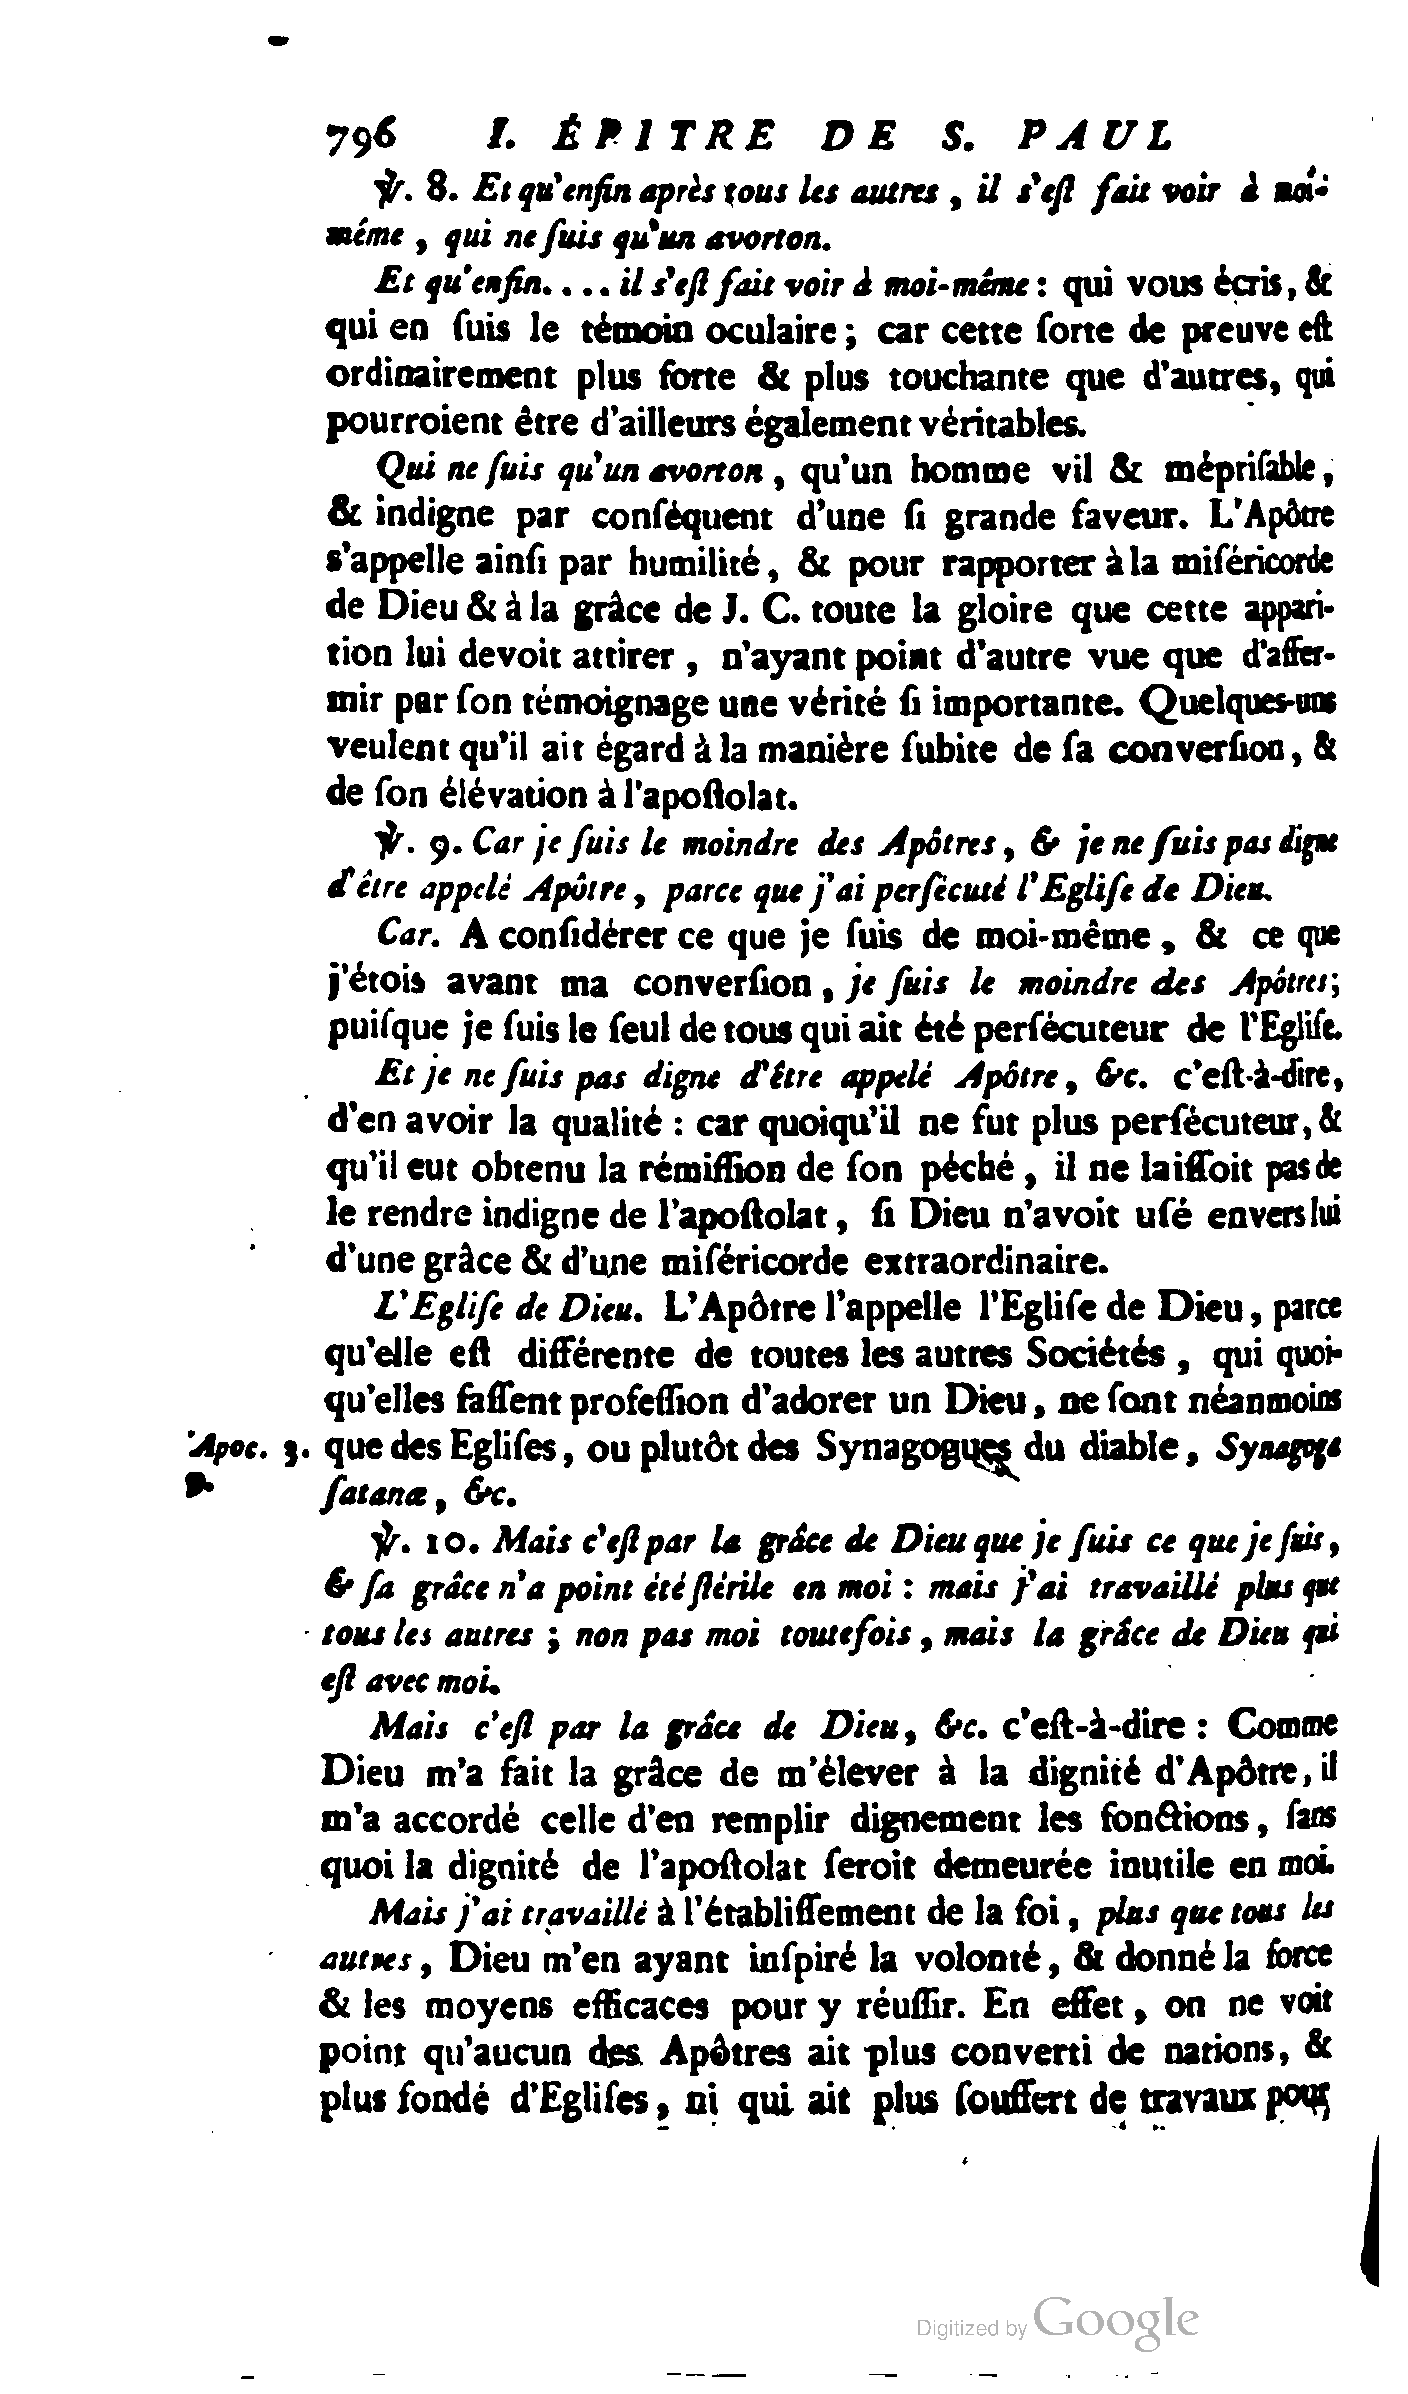 796 I. ÉPITRE DE S. PAUL
℣. 8. Et qu'enfin après tous les autres, il s'eſt fait voir à moi-
même, qui ne ſuis qu'un avorton.
Et qu'enfin.... il s'eſt fait voir à moi-même : qui vous écris, &
qui en ſuis le témoin oculaire ; car cette ſorte de preuve eſt
ordinairement plus forte & plus touchante que d'autres, qui
pourroient être d'ailleurs également véritables.
Qui ne ſuis qu'un avorton, qu'un homme vil & mépriſable,
& indigne par conſéquent d'une ſi grande faveur. L'Apôtre
s'appelle ainſi par humilité, & pour rapporter à la miſéricorde
de Dieu & à la grâce de J. C. toute la gloire que cette appari-
tion lui devoit attirer, n'ayant point d'autre vue que d'affer-
mir par ſon témoignage une vérité ſi importante. Quelques-uns
veulent qu'il ait égard à la manière ſubite de ſa converſion, &
de ſon élévation à l'apoſtolat.
℣. 9. Car je ſuis le moindre des Apôtres, & je ne ſuis pas digne
d'être appelé Apôtre, parce que j'ai perſécuté l'Egliſe de Dieu.
Car. A conſidérer ce que je ſuis de moi-même, & ce que
j'étois avant ma converſion, je ſuis le moindre des Apôtres ;
puiſque je ſuis le ſeul de tous qui ait été perſécuteur de l'Egliſe.
Et je ne ſuis pas digne d'être appelé Apôtre, &c. c'eſt-à-dire,
d'en avoir la qualité : car quoiqu'il ne fut plus perſécuteur, &
qu'il eut obtenu la rémiſſion de ſon péché, il ne laiſſoit pas de
le rendre indigne de l'apoſtolat, ſi Dieu n'avoit uſé envers lui
d'une grâce & d'une miſéricorde extraordinaire.
L'Egliſe de Dieu. L'Apôtre l'appelle l'Egliſe de Dieu, parce
qu'elle eſt différente de toutes les autres Sociétés, qui quoi-
qu'elles faſſent profeſſion d'adorer un Dieu, ne ſont néanmoins
Apoc. 3. que des Egliſes, ou plutôt des Synagogues du diable, Synagoga
9. ſatanæ, &c.
℣. 10. Mais c'eſt par la grâce de Dieu que je ſuis ce que je ſuis,
& ſa grâce n'a point été ſtérile en moi : mais j'ai travaillé plus que
tous les autres ; non pas moi toutefois, mais la grâce de Dieu qui
eſt avec moi.
Mais c'eſt par la grâce de Dieu, &c. c'eſt-à-dire : Comme
Dieu m'a fait la grâce de m'élever à la dignité d'Apôtre, il
m'a accordé celle d'en remplir dignement les fonctions, ſans
quoi la dignité de l'apoſtolat ſeroit demeurée inutile en moi.
Mais j'ai travaillé à l'établiſſement de la foi, plus que tous les
autres, Dieu m'en ayant inſpiré la volonté, & donné la force
& les moyens efficaces pour y réuſſir. En effet, on ne voit
point qu'aucun des Apôtres ait plus converti de nations, &
plus fondé d'Egliſes, ni qui ait plus ſouffert de travaux pour
Digitized by Google